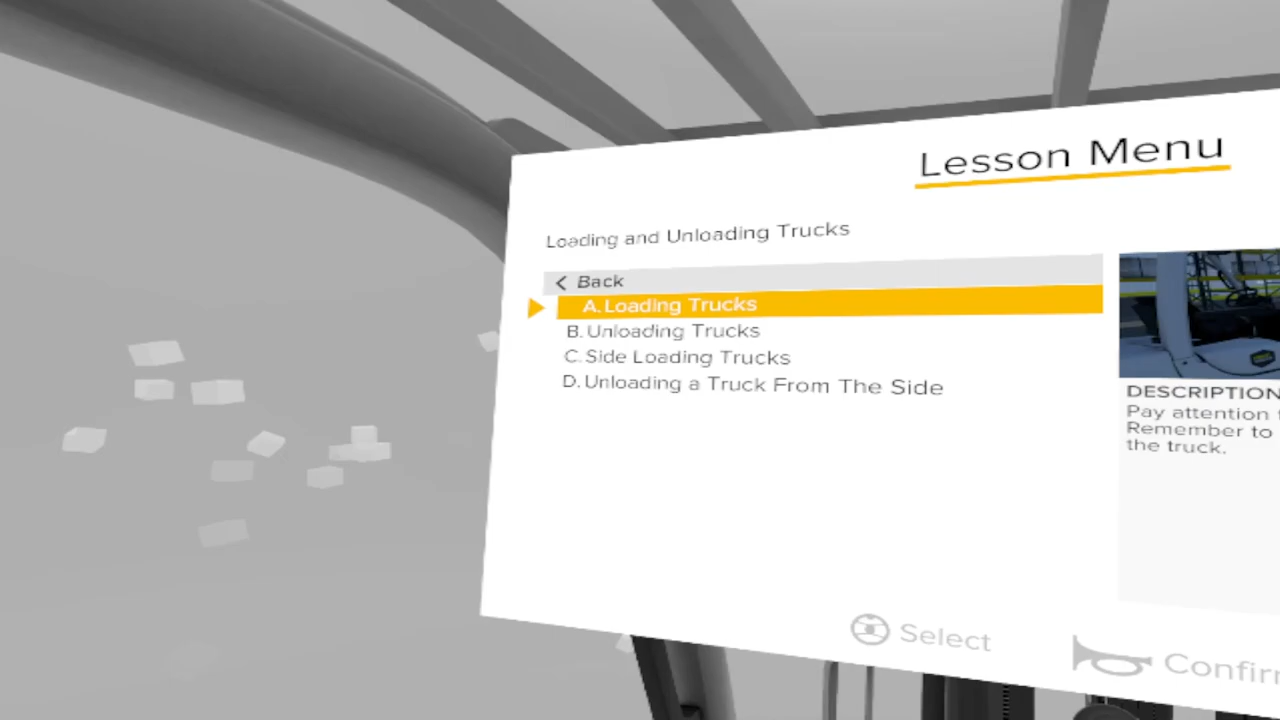 Lesson Menu
Loading and Unloading Trucks
< Back
A. Loading Trucks
B. Unloading Trucks
C. Side Loading Trucks
D. Unloading a Truck From The Side
DESCRIPTION
Pay attention
Remember to
the truck.
Select
Confir